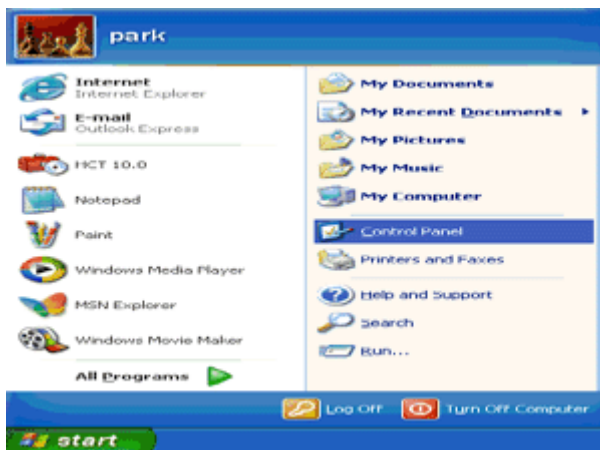 park
Internet
Internet Explorer
E-mail
Outlook Express
HCT 10.0
Notepad
Paint
Windows Media Player
MSN Explorer
Windows Movie Maker
All Programs
My Documents
My Recent Documents
My Pictures
My Music
My Computer
Control Panel
Printers and Faxes
Help and Support
Search
Run...
Log Off
Turn Off Computer
start